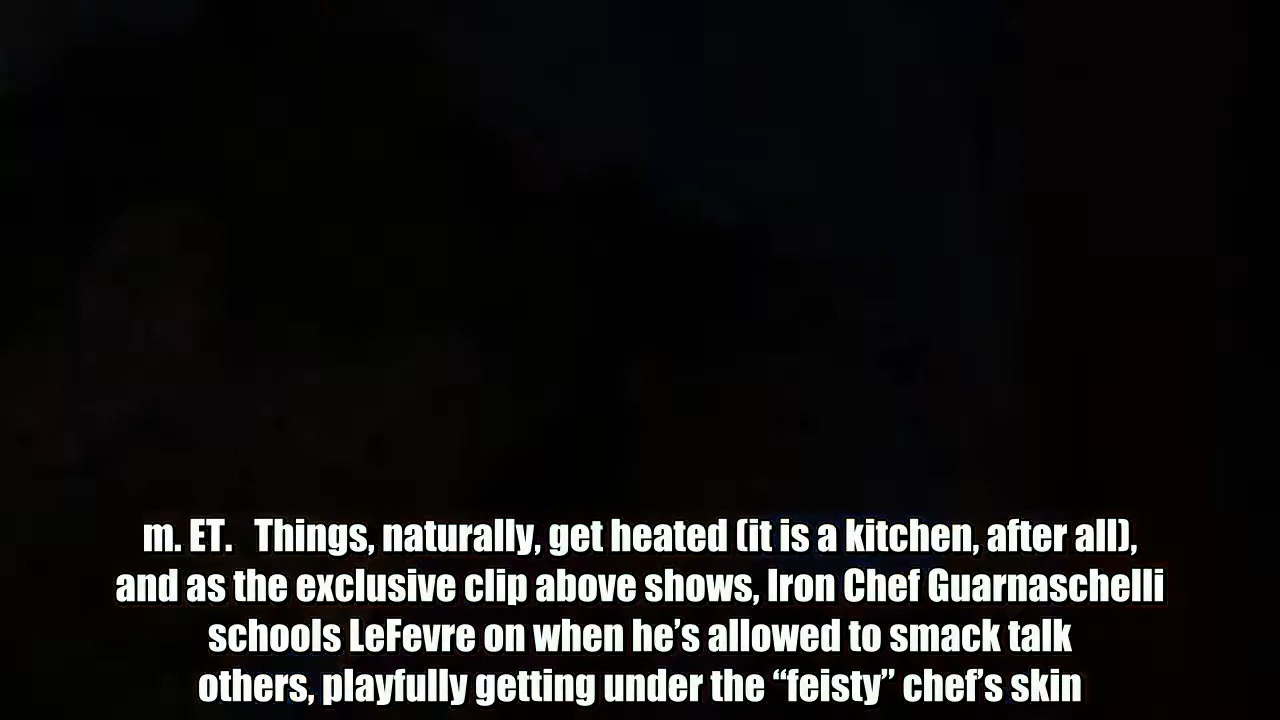 m. ET.   Things, naturally, get heated (it is a kitchen, after all),
and as the exclusive clip above shows, Iron Chef Guarnaschelli
schools LeFevre on when he’s allowed to smack talk
others, playfully getting under the “feisty” chef’s skin